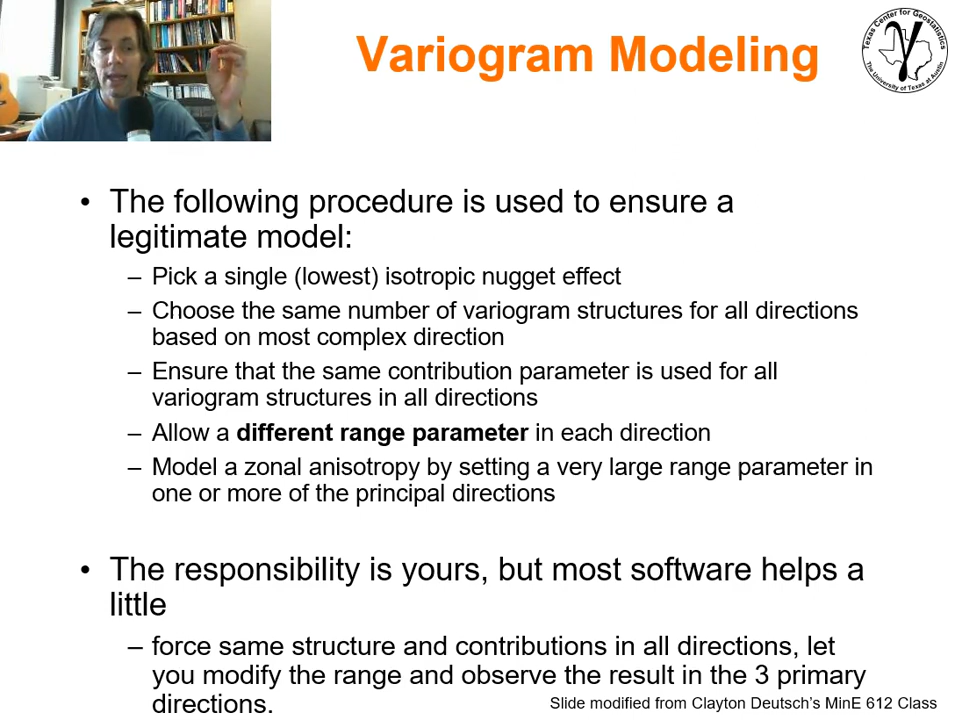 Variogram Modeling
Texas Center for Geostatistics
The University of Texas at Austin
• The following procedure is used to ensure a
legitimate model:
– Pick a single (lowest) isotropic nugget effect
– Choose the same number of variogram structures for all directions
based on most complex direction
– Ensure that the same contribution parameter is used for all
variogram structures in all directions
– Allow a different range parameter in each direction
– Model a zonal anisotropy by setting a very large range parameter in
one or more of the principal directions
• The responsibility is yours, but most software helps a
little
– force same structure and contributions in all directions, let
you modify the range and observe the result in the 3 primary
directions.
Slide modified from Clayton Deutsch’s MinE 612 Class